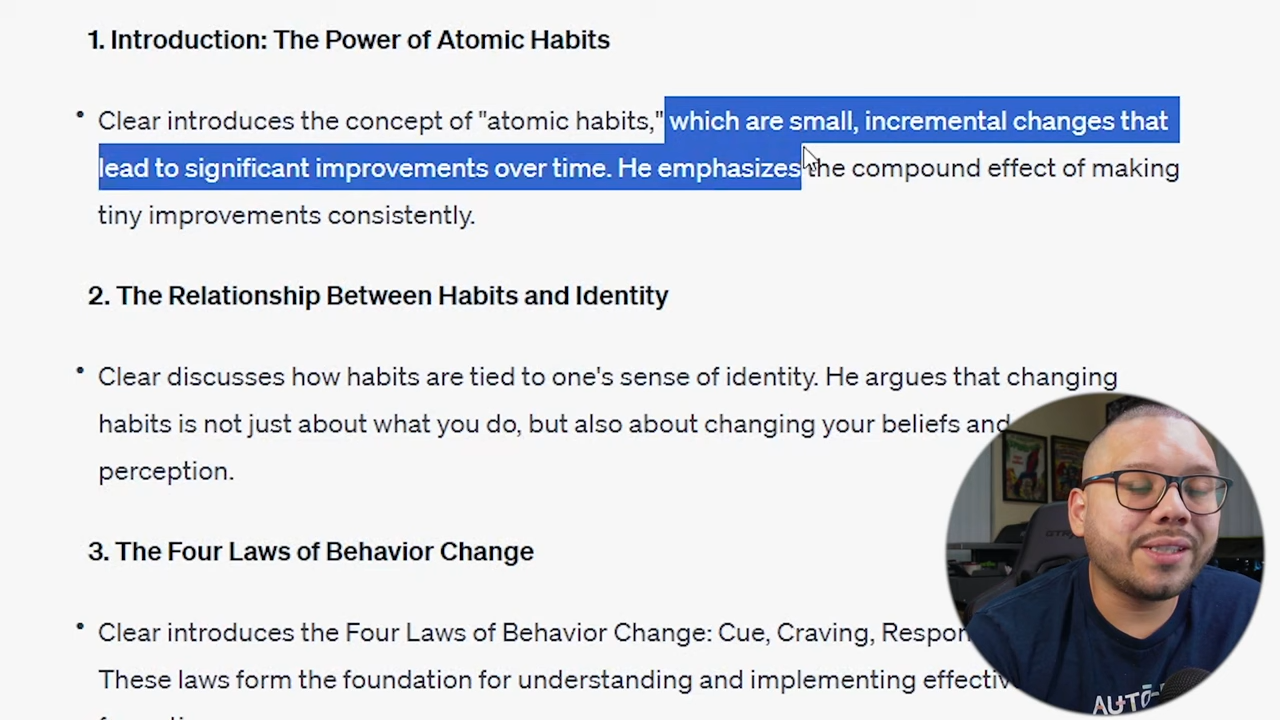 1. Introduction: The Power of Atomic Habits
• Clear introduces the concept of "atomic habits," which are small, incremental changes that
lead to significant improvements over time. He emphasizes the compound effect of making
tiny improvements consistently.
2. The Relationship Between Habits and Identity
• Clear discusses how habits are tied to one's sense of identity. He argues that changing
habits is not just about what you do, but also about changing your beliefs and
perception.
3. The Four Laws of Behavior Change
• Clear introduces the Four Laws of Behavior Change: Cue, Craving, Respon
These laws form the foundation for understanding and implementing effectiv